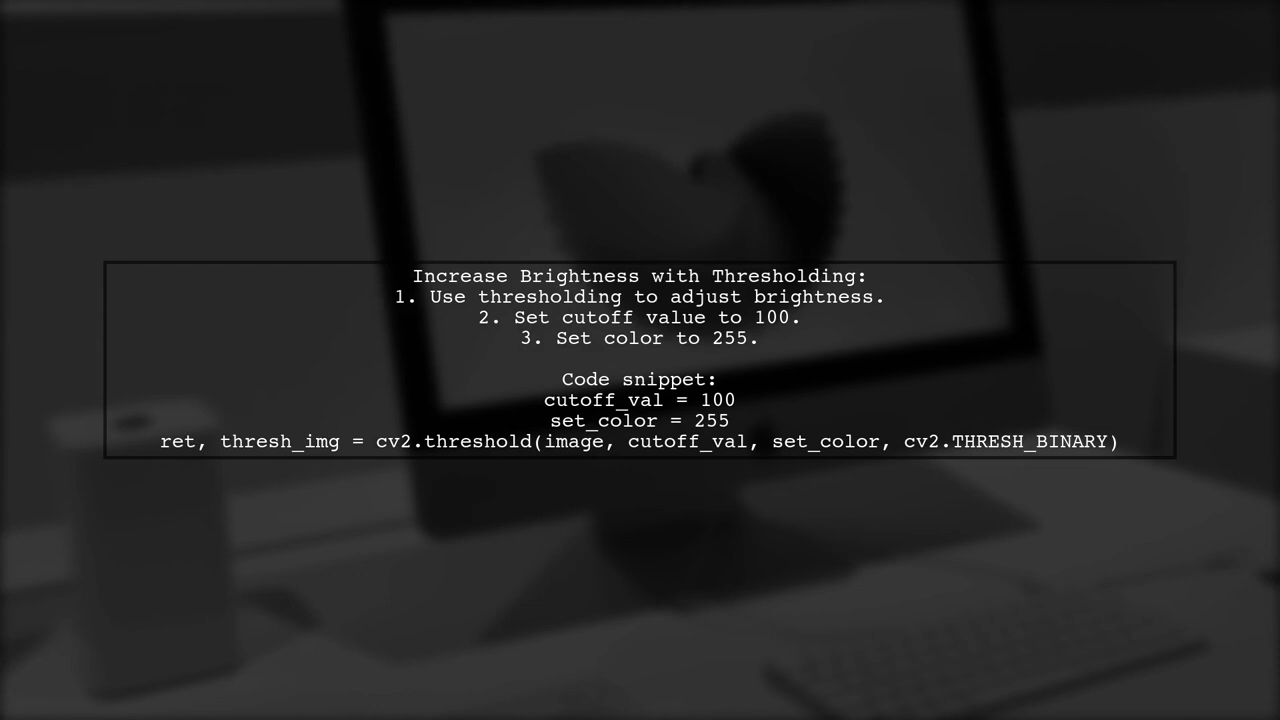 Increase Brightness with Thresholding:
1. Use thresholding to adjust brightness.
2. Set cutoff value to 100.
3. Set color to 255.
Code snippet:
cutoff_val = 100
set_color = 255
ret, thresh_img = cv2.threshold(image, cutoff_val, set_color, cv2.THRESH_BINARY)